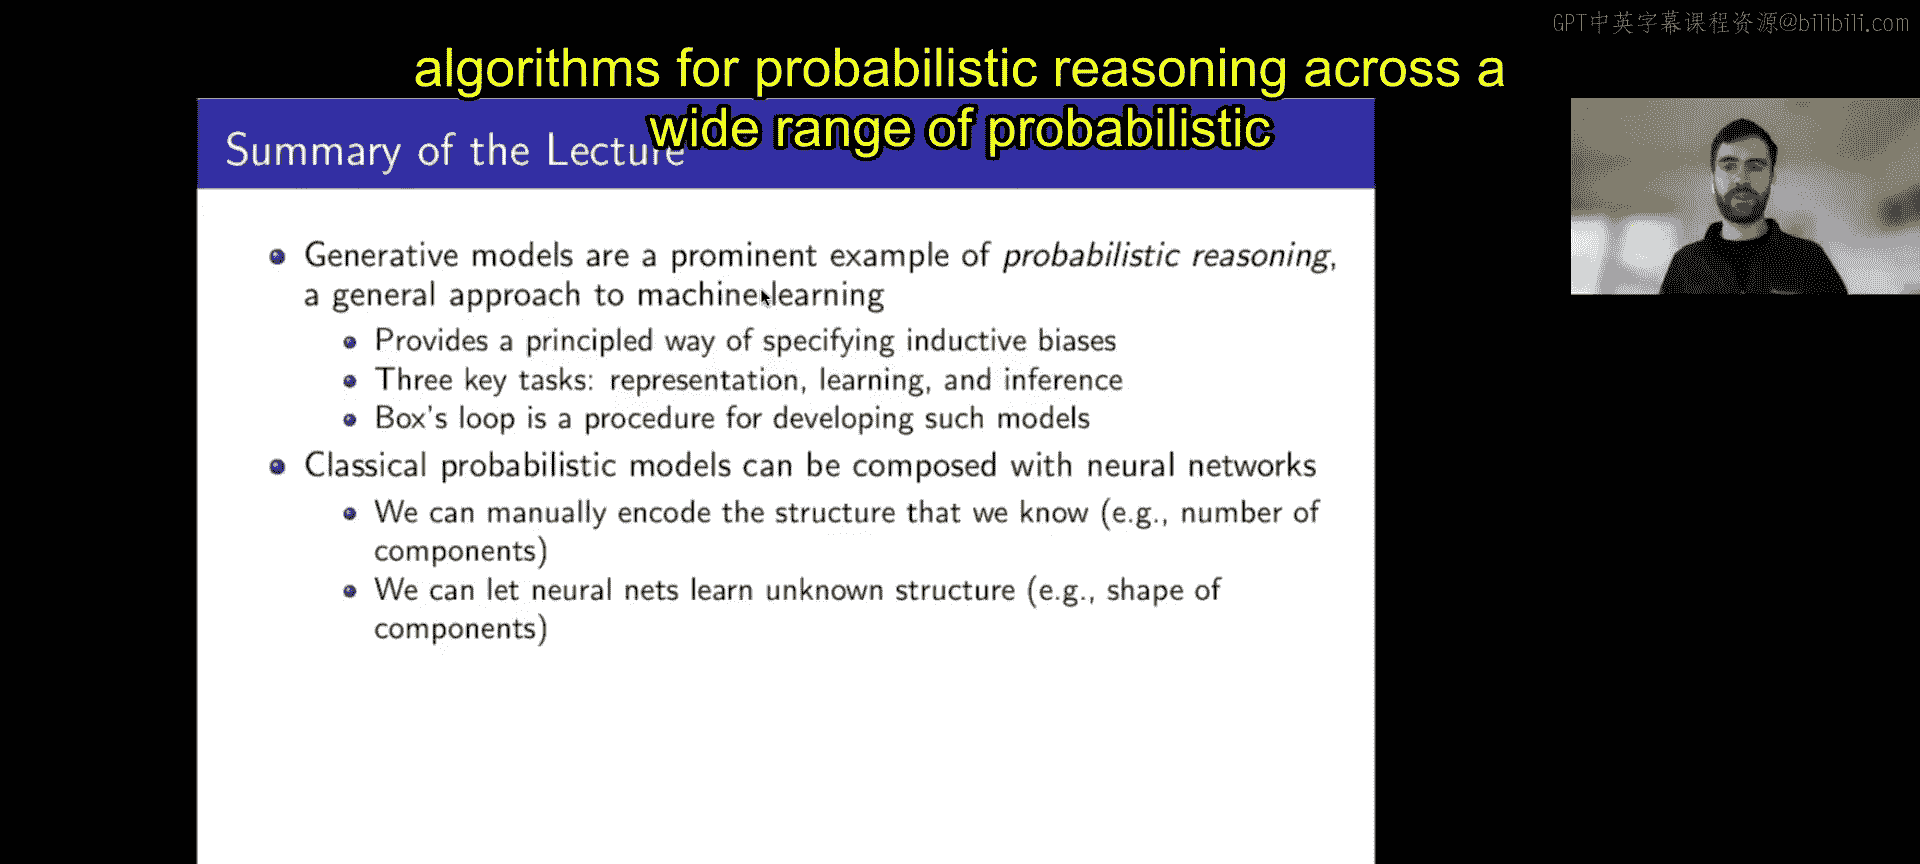 GPT中英字幕课程资源@bilibili.com
algorithms for probabilistic reasoning across a
wide range of probabilistic
Summary of the Lecture
Generative models are a prominent example of probabilistic reasoning,
a general approach to machine learning
Provides a principled way of specifying inductive biases
Three key tasks: representation, learning, and inference
Box's loop is a procedure for developing such models
Classical probabilistic models can be composed with neural networks
We can manually encode the structure that we know (e.g., number of
components)
We can let neural nets learn unknown structure (e.g., shape of
components)